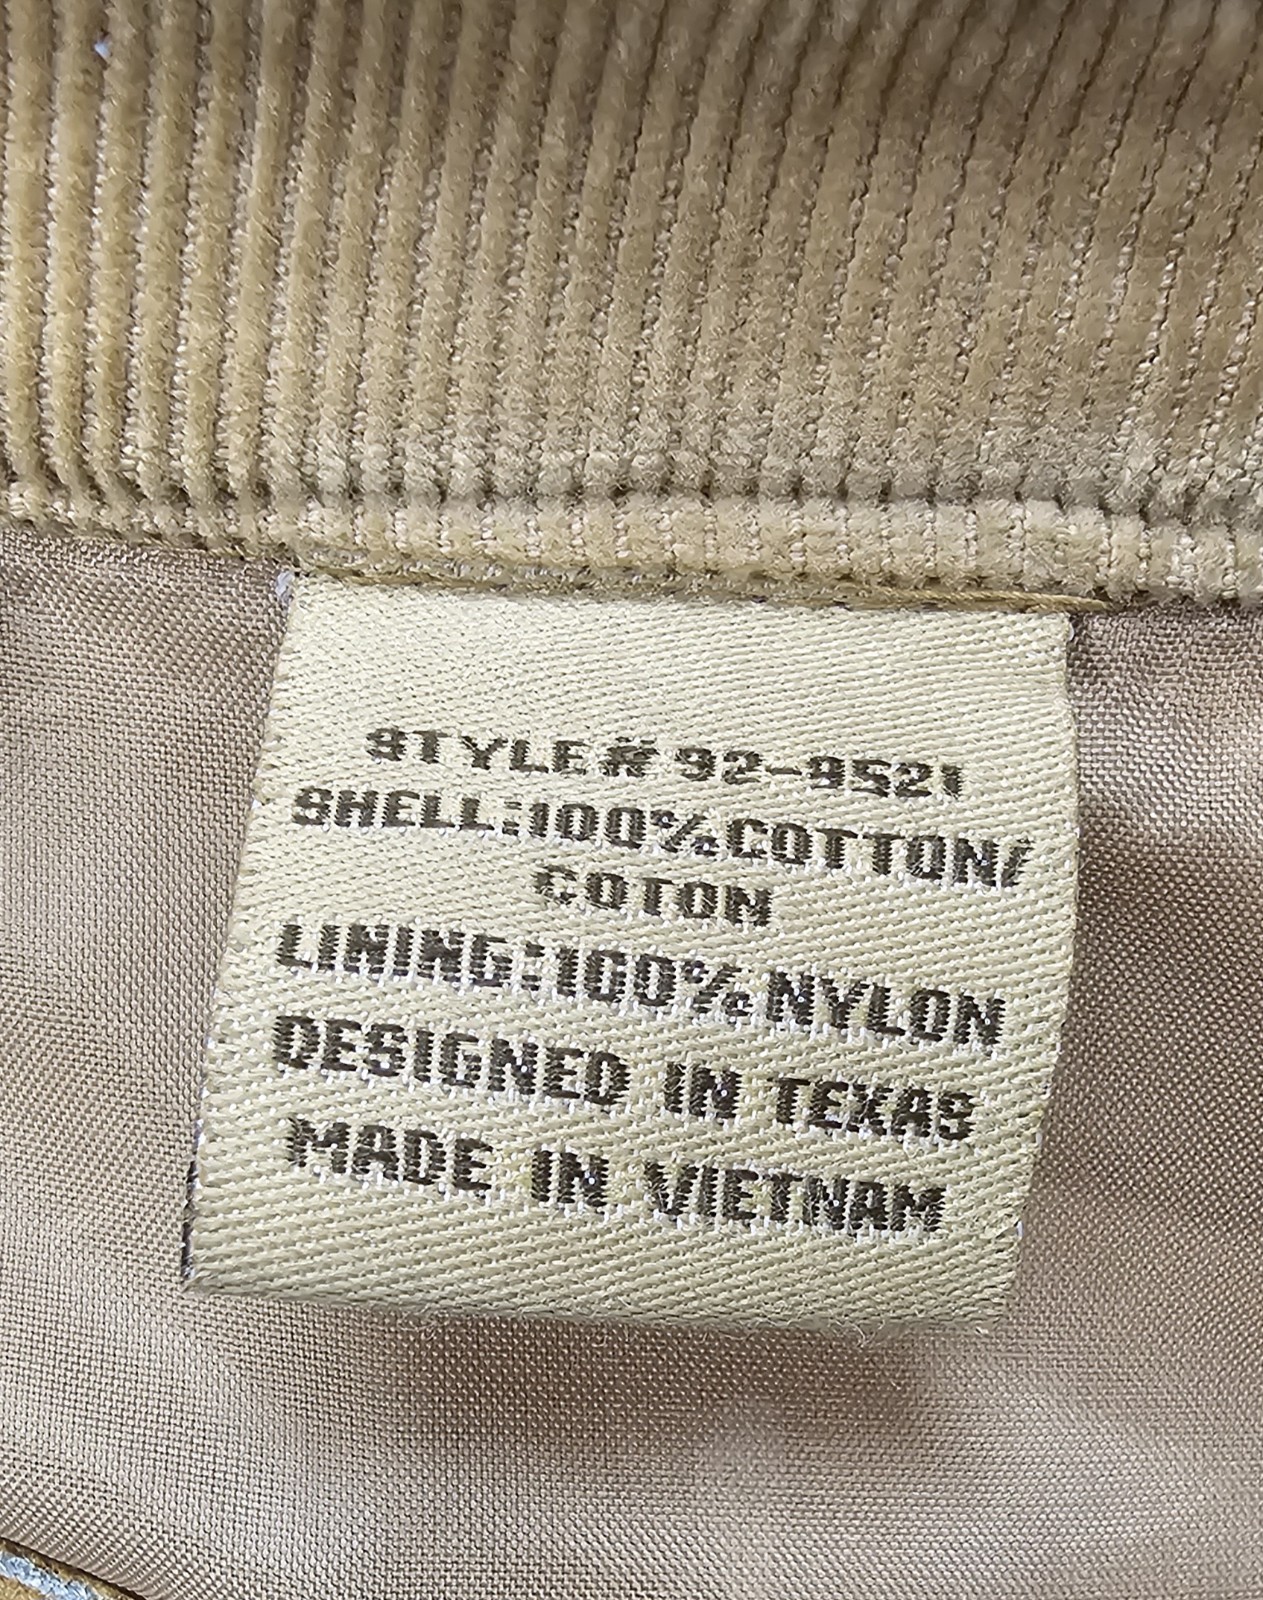 STYLE# 92-9521
SHELL:100%COTTON/
COTON
LINING:100%NYLON
DESIGNED IN TEXAS
MADE IN VIETNAM